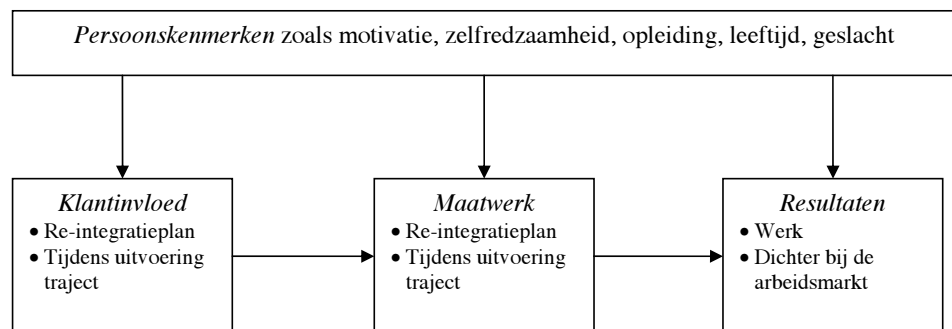 Persoonskenmerken zoals motivatie, zelfredzaamheid, opleiding, leeftijd, geslacht
Klantinvloed
• Re-integratieplan
• Tijdens uitvoering
traject
Maatwerk
• Re-integratieplan
• Tijdens uitvoering
traject
Resultaten
• Werk
• Dichter bij de
arbeidsmarkt